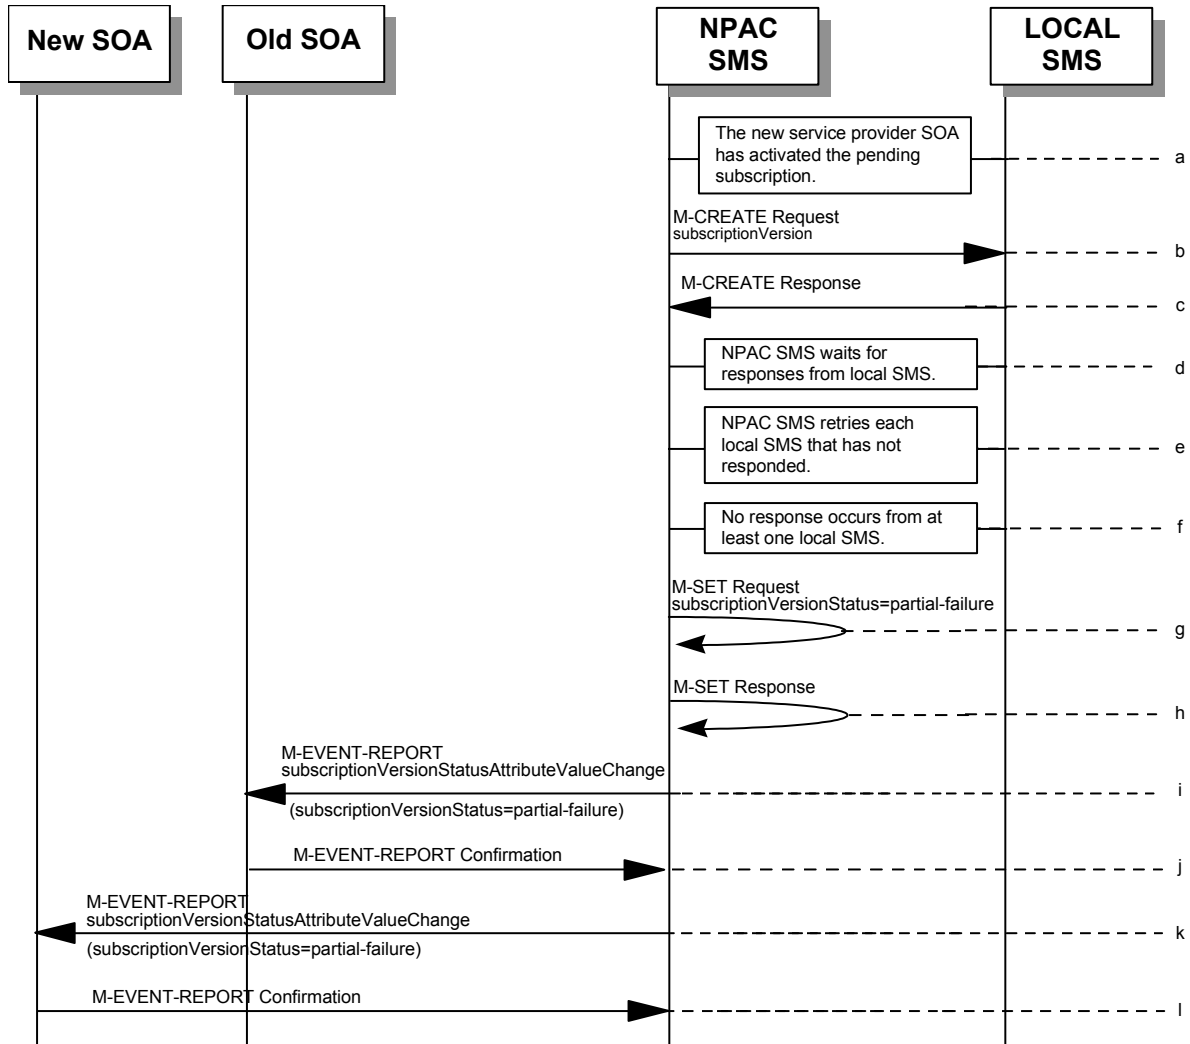 New SOA
Old SOA
NPAC
SMS
LOCAL
SMS
The new service provider SOA
has activated the pending
subscription.
a
M-CREATE Request
subscriptionVersion
b
M-CREATE Response
c
NPAC SMS waits for
responses from local SMS.
d
NPAC SMS retries each
local SMS that has not
responded.
e
No response occurs from at
least one local SMS.
f
M-SET Request
subscriptionVersionStatus=partial-failure
g
M-SET Response
h
M-EVENT-REPORT
subscriptionVersionStatusAttributeValueChange
i
(subscriptionVersionStatus=partial-failure)
M-EVENT-REPORT Confirmation
j
M-EVENT-REPORT
subscriptionVersionStatusAttributeValueChange
k
(subscriptionVersionStatus=partial-failure)
M-EVENT-REPORT Confirmation
l